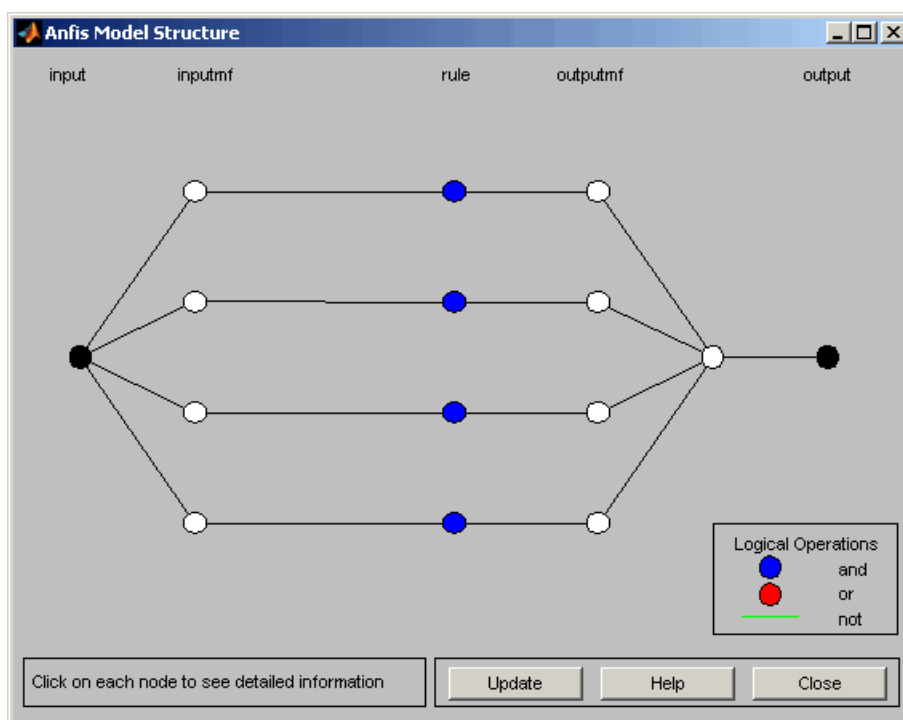 Anfis Model Structure
input inputmf rule outputmf output
Logical Operations
and
or
not
Click on each node to see detailed information
Update Help Close